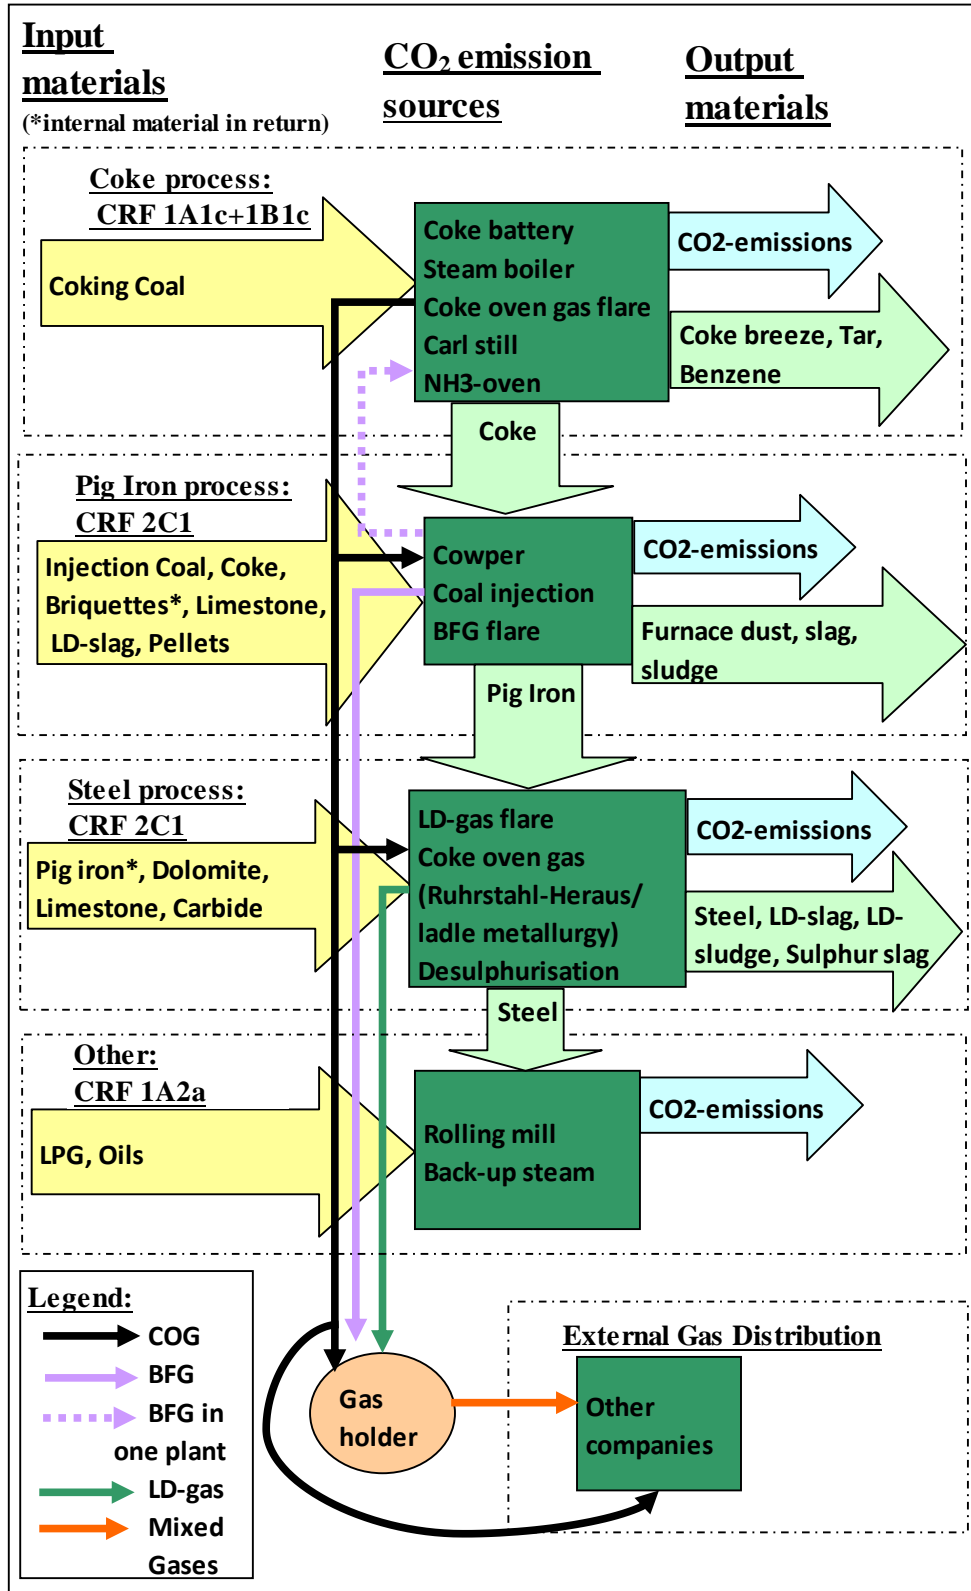 Input
materials
(*internal material in return)
CO2 emission
sources
Output
materials
Coke process:
CRF 1A1c+1B1c
Coking Coal
Coke battery
Steam boiler
Coke oven gas flare
Carl still
NH3-oven
CO2-emissions
Coke breeze, Tar,
Benzene
Coke
Pig Iron process:
CRF 2C1
Injection Coal, Coke,
Briquettes*, Limestone,
LD-slag, Pellets
Cowper
Coal injection
BFG flare
CO2-emissions
Furnace dust, slag,
sludge
Pig Iron
Steel process:
CRF 2C1
Pig iron*, Dolomite,
Limestone, Carbide
LD-gas flare
Coke oven gas
(Ruhrstahl-Heraus/
ladle metallurgy)
Desulphurisation
CO2-emissions
Steel, LD-slag, LD-
sludge, Sulphur slag
Steel
Other:
CRF 1A2a
LPG, Oils
Rolling mill
Back-up steam
CO2-emissions
Legend:
COG
BFG
BFG in
one plant
LD-gas
Mixed
Gases
Gas
holder
External Gas Distribution
Other
companies